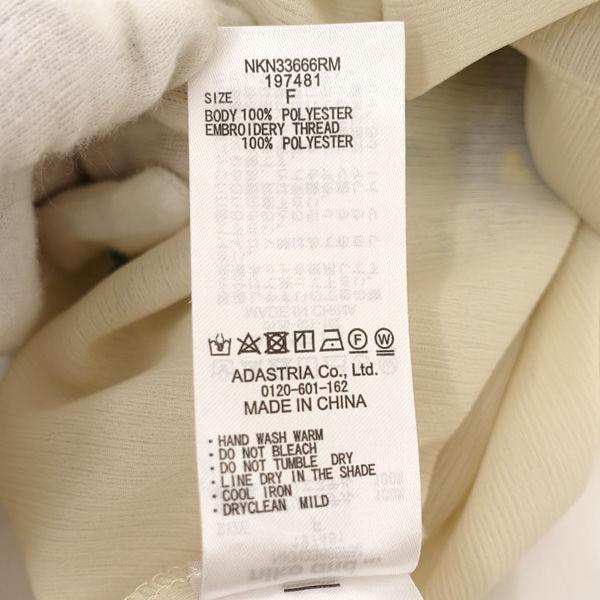 NKN33666RM
197481
SIZE F
BODY 100% POLYESTER
EMBROIDERY THREAD
100% POLYESTER
F W
ADASTRIA Co., Ltd.
0120-601-162
MADE IN CHINA
・HAND WASH WARM
・DO NOT BLEACH
・DO NOT TUMBLE DRY
・LINE DRY IN THE SHADE
・COOL IRON
・DRYCLEAN MILD